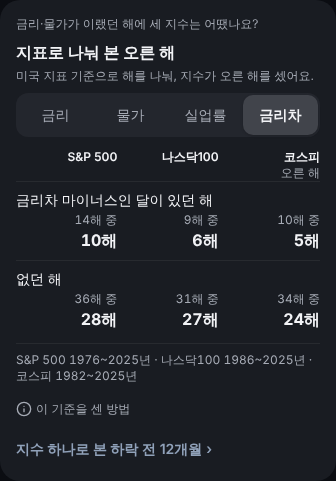 금리·물가가 이랬던 해에 세 지수는 어땠나요?
지표로 나눠 본 오른 해
미국 지표 기준으로 해를 나눠, 지수가 오른 해를 셌어요.
금리 물가 실업률 금리차
S&P 500 나스닥100 코스피
오른 해
금리차 마이너스인 달이 있던 해
14해 중 9해 중 10해 중
10해 6해 5해
없던 해
36해 중 31해 중 34해 중
28해 27해 24해
S&P 500 1976~2025년 · 나스닥100 1986~2025년 ·
코스피 1982~2025년
이 기준을 센 방법
지수 하나로 본 하락 전 12개월 ›